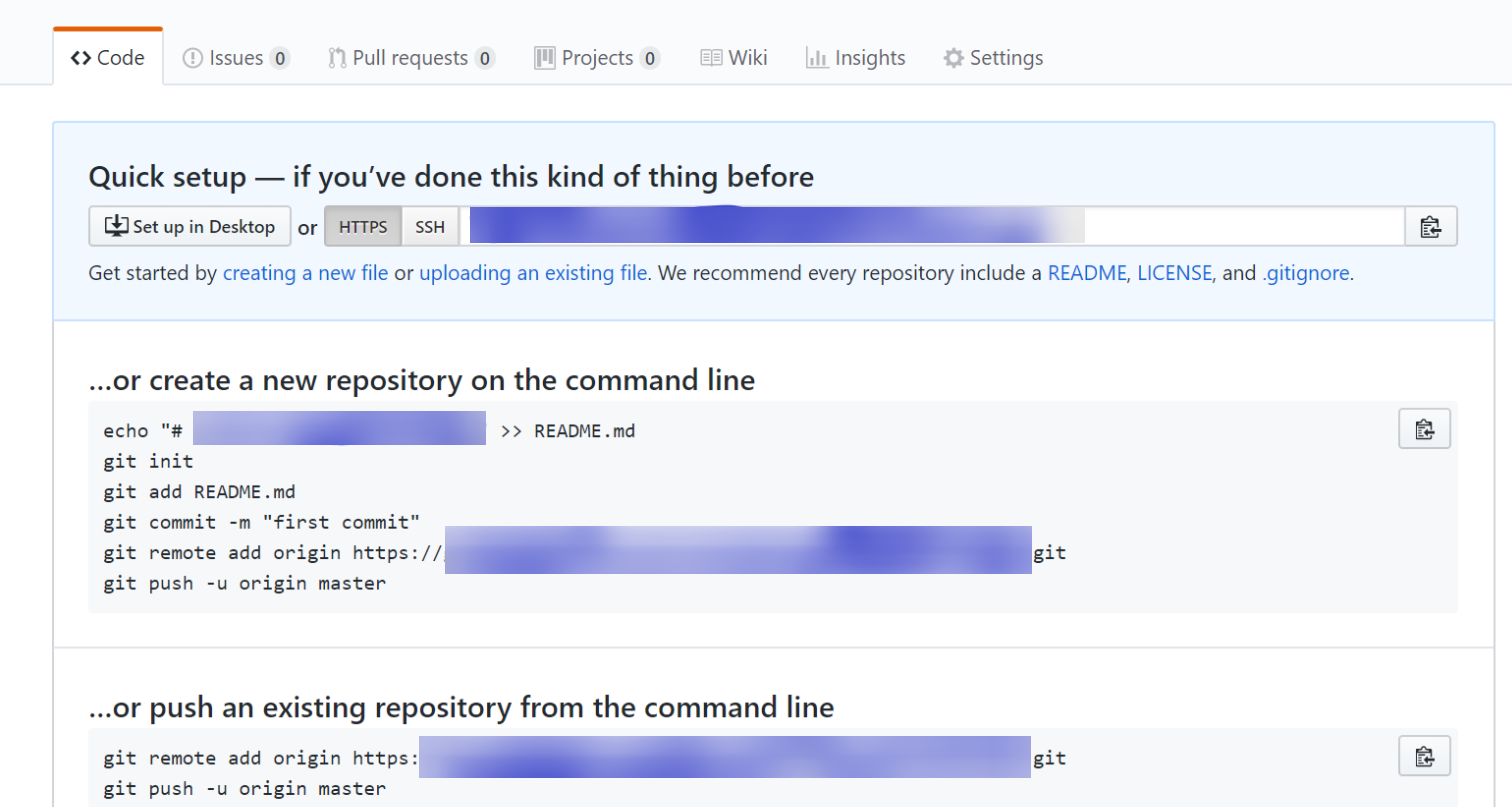 Code Issues 0 Pull requests 0 Projects 0 Wiki Insights Settings
Quick setup — if you’ve done this kind of thing before
Set up in Desktop or HTTPS SSH
Get started by creating a new file or uploading an existing file. We recommend every repository include a README, LICENSE, and .gitignore.
…or create a new repository on the command line
echo "# >> README.md
git init
git add README.md
git commit -m "first commit"
git remote add origin https:// git
git push -u origin master
…or push an existing repository from the command line
git remote add origin https: git
git push -u origin master